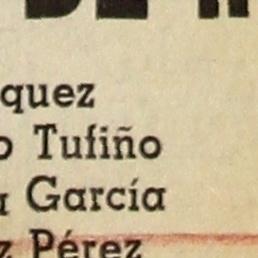 quez
o Tufiño
García
z Pérez